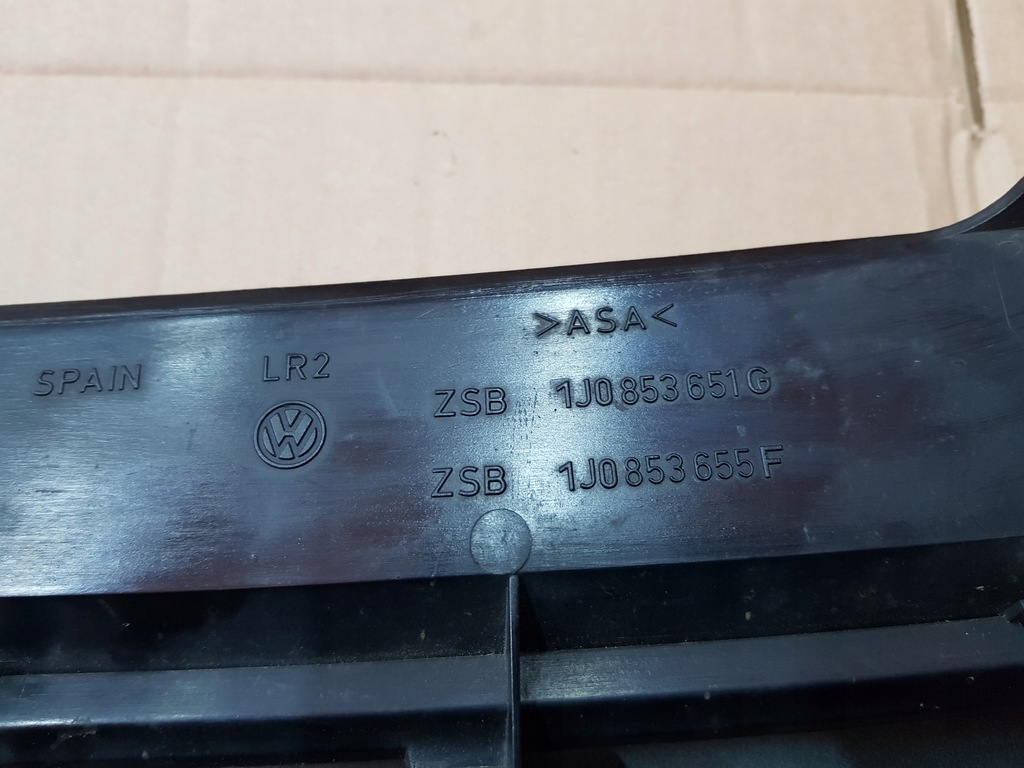 >ASA<
SPAIN LR2
ZSB 1J0 853 651 G
ZSB 1J0 853 655 F